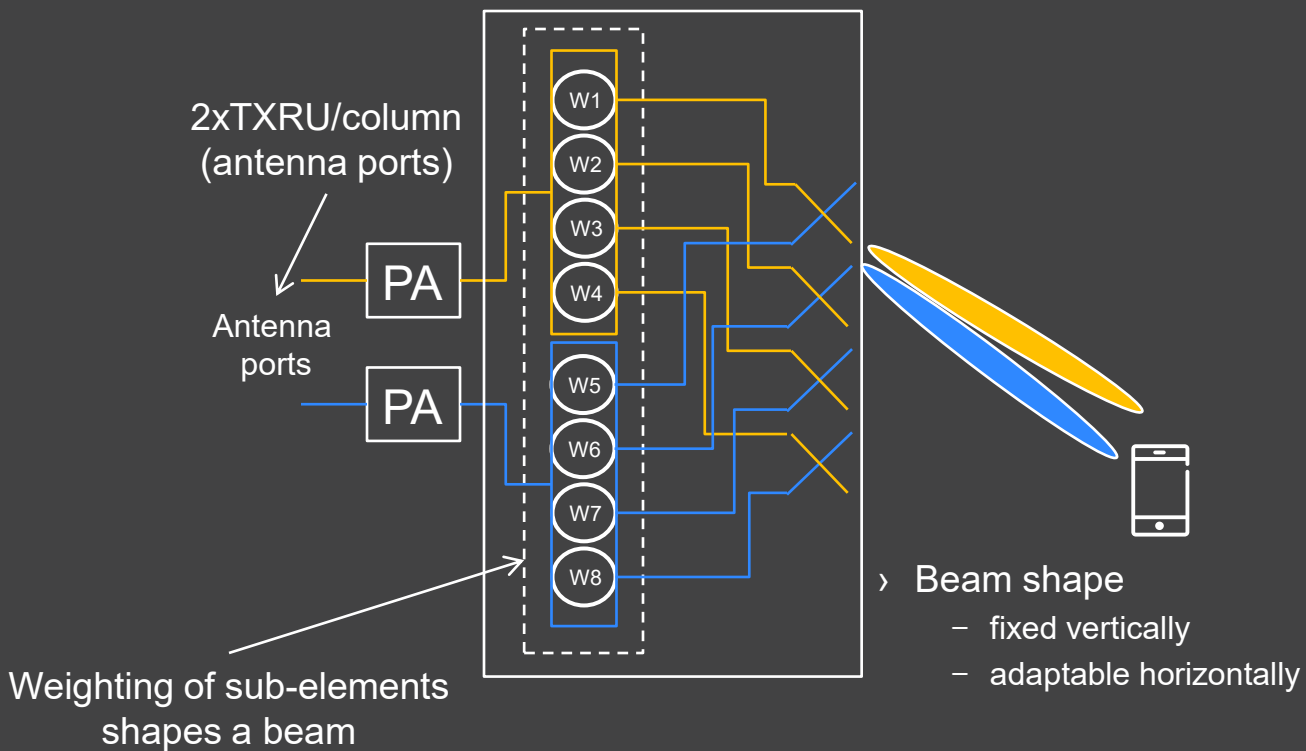 2xTXRU/column
(antenna ports)
PA
Antenna
ports
PA
W1
W2
W3
W4
W5
W6
W7
W8
Weighting of sub-elements
shapes a beam
› Beam shape
– fixed vertically
– adaptable horizontally